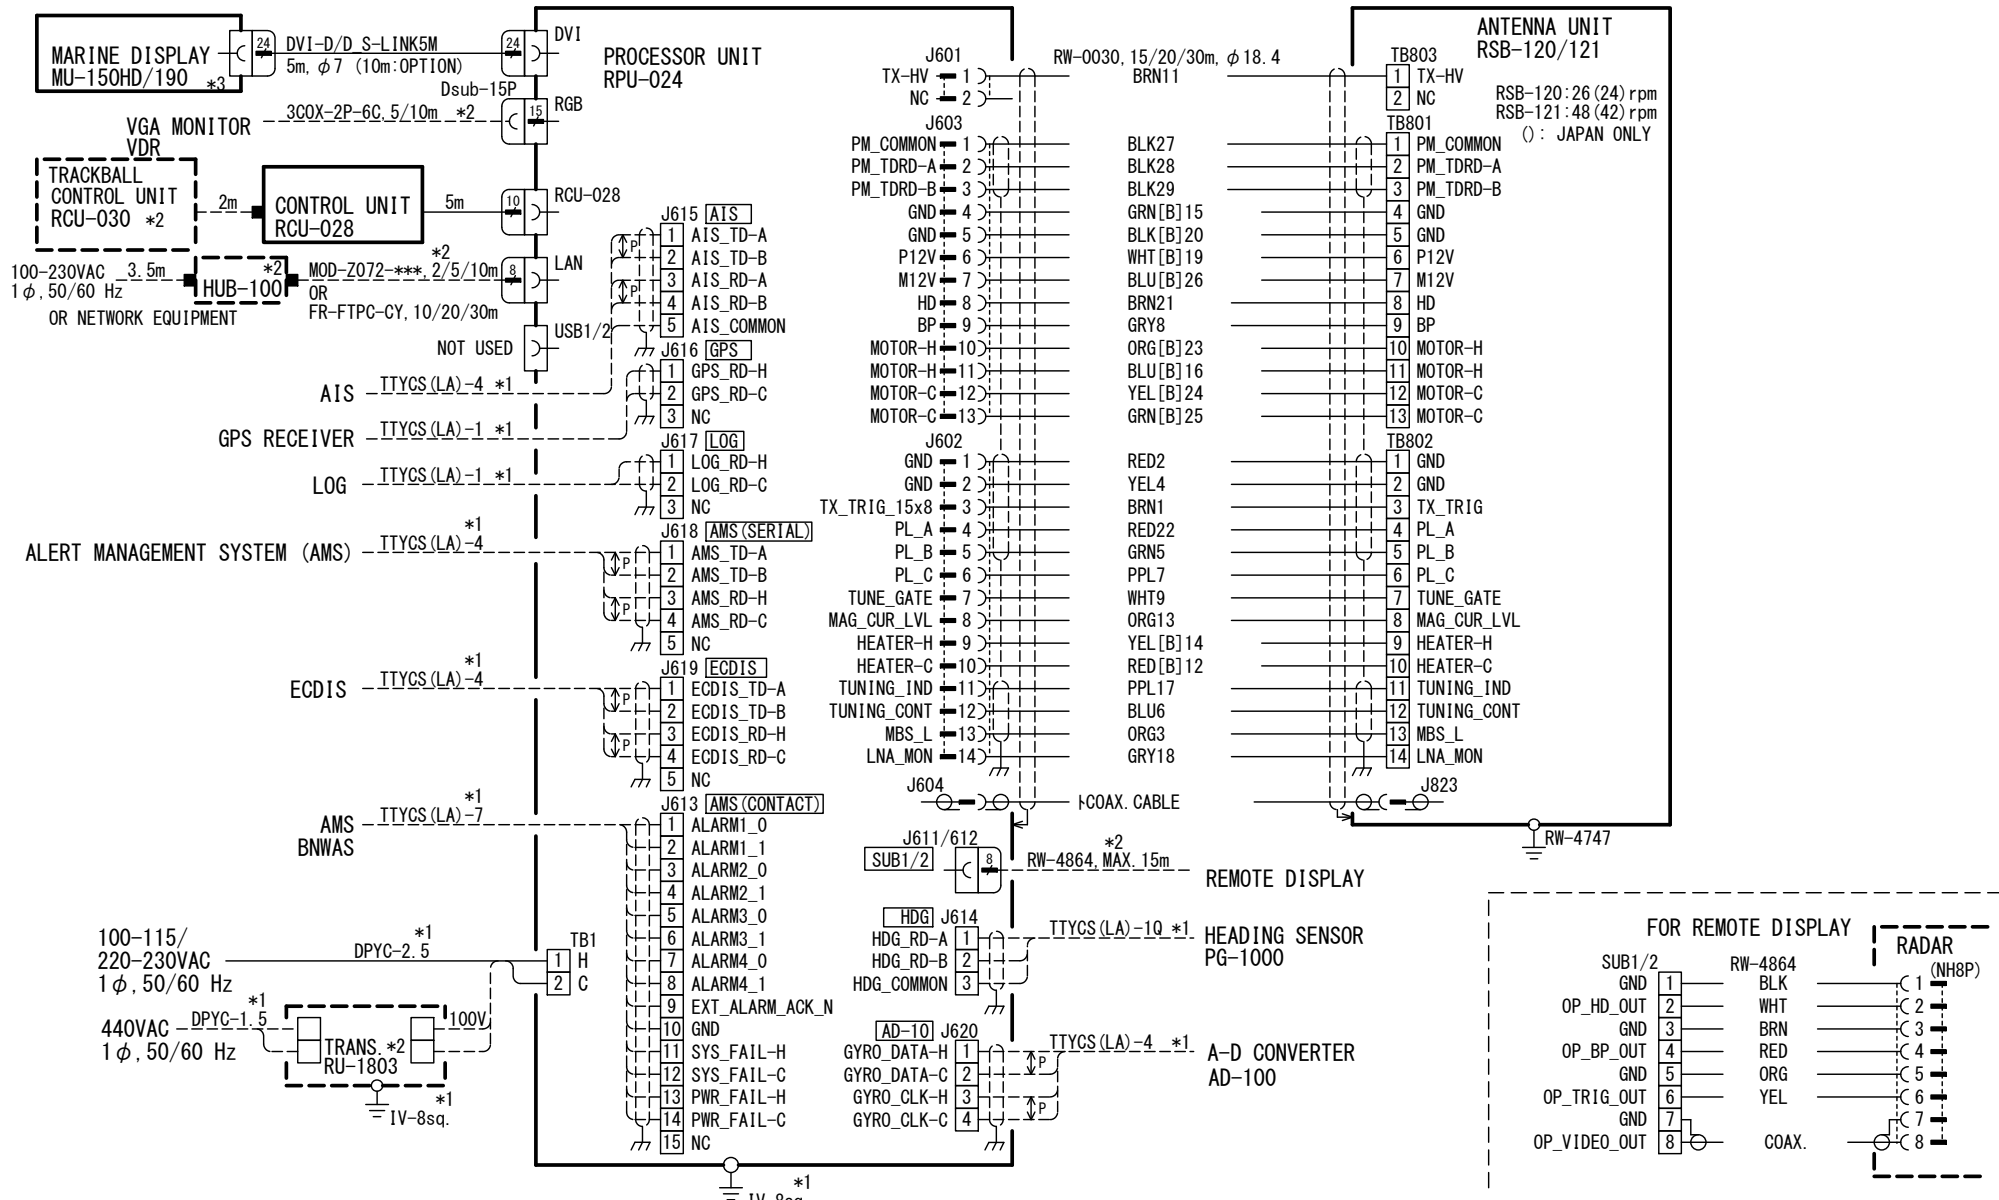 MARINE DISPLAY
MU-150HD/190
*3
24
DVI-D/D S-LINK5M
5m, φ7 (10m:OPTION)
24
DVI
Dsub-15P
VGA MONITOR
VDR
3COX-2P-6C, 5/10m *2
15
RGB
TRACKBALL
CONTROL UNIT
RCU-030 *2
2m
CONTROL UNIT
RCU-028
5m
10
RCU-028
100-230VAC
1φ, 50/60 Hz
3.5m
*2
HUB-100
*2
MOD-Z072-***, 2/5/10m
OR
FR-FTPC-CY, 10/20/30m
8
LAN
OR NETWORK EQUIPMENT
NOT USED
USB1/2
PROCESSOR UNIT
RPU-024
AIS
TTYCS(LA)-4 *1
GPS RECEIVER
TTYCS(LA)-1 *1
LOG
TTYCS(LA)-1 *1
ALERT MANAGEMENT SYSTEM (AMS)
*1
TTYCS(LA)-4
ECDIS
*1
TTYCS(LA)-4
AMS
BNWAS
*1
TTYCS(LA)-7
100-115/
220-230VAC
1φ, 50/60 Hz
*1
DPYC-2.5
TB1
1 H
2 C
440VAC
1φ, 50/60 Hz
*1
DPYC-1.5
TRANS. *2
RU-1803
100V
*1
IV-8sq.
J615 AIS
1 AIS_TD-A
2 AIS_TD-B
3 AIS_RD-A
4 AIS_RD-B
5 AIS_COMMON
P
P
J616 GPS
1 GPS_RD-H
2 GPS_RD-C
3 NC
J617 LOG
1 LOG_RD-H
2 LOG_RD-C
3 NC
J618 AMS(SERIAL)
1 AMS_TD-A
2 AMS_TD-B
3 AMS_RD-H
4 AMS_RD-C
5 NC
P
P
J619 ECDIS
1 ECDIS_TD-A
2 ECDIS_TD-B
3 ECDIS_RD-H
4 ECDIS_RD-C
5 NC
P
P
J613 AMS(CONTACT)
1 ALARM1_0
2 ALARM1_1
3 ALARM2_0
4 ALARM2_1
5 ALARM3_0
6 ALARM3_1
7 ALARM4_0
8 ALARM4_1
9 EXT_ALARM_ACK_N
10 GND
11 SYS_FAIL-H
12 SYS_FAIL-C
13 PWR_FAIL-H
14 PWR_FAIL-C
15 NC
*1
IV-8sq.
RW-0030, 15/20/30m, φ18.4
ANTENNA UNIT
RSB-120/121
RSB-120:26(24)rpm
RSB-121:48(42)rpm
(): JAPAN ONLY
J601 TB803
TX-HV 1 BRN11 1 TX-HV
NC 2 2 NC
J603 TB801
PM_COMMON 1 BLK27 1 PM_COMMON
PM_TDRD-A 2 BLK28 2 PM_TDRD-A
PM_TDRD-B 3 BLK29 3 PM_TDRD-B
GND 4 GRN[B]15 4 GND
GND 5 BLK[B]20 5 GND
P12V 6 WHT[B]19 6 P12V
M12V 7 BLU[B]26 7 M12V
HD 8 BRN21 8 HD
BP 9 GRY8 9 BP
MOTOR-H 10 ORG[B]23 10 MOTOR-H
MOTOR-H 11 BLU[B]16 11 MOTOR-H
MOTOR-C 12 YEL[B]24 12 MOTOR-C
MOTOR-C 13 GRN[B]25 13 MOTOR-C
J602 TB802
GND 1 RED2 1 GND
GND 2 YEL4 2 GND
TX_TRIG_15x8 3 BRN1 3 TX_TRIG
PL_A 4 RED22 4 PL_A
PL_B 5 GRN5 5 PL_B
PL_C 6 PPL7 6 PL_C
TUNE_GATE 7 WHT9 7 TUNE_GATE
MAG_CUR_LVL 8 ORG13 8 MAG_CUR_LVL
HEATER-H 9 YEL[B]14 9 HEATER-H
HEATER-C 10 RED[B]12 10 HEATER-C
TUNING_IND 11 PPL17 11 TUNING_IND
TUNING_CONT 12 BLU6 12 TUNING_CONT
MBS_L 13 ORG3 13 MBS_L
LNA_MON 14 GRY18 14 LNA_MON
J604 COAX. CABLE J823
RW-4747
J611/612
SUB1/2
8
*2
RW-4864, MAX. 15m
REMOTE DISPLAY
HDG J614
HDG_RD-A 1
HDG_RD-B 2
HDG_COMMON 3
TTYCS(LA)-1Q *1
HEADING SENSOR
PG-1000
AD-10 J620
GYRO_DATA-H 1
GYRO_DATA-C 2
GYRO_CLK-H 3
GYRO_CLK-C 4
P
P
TTYCS(LA)-4 *1
A-D CONVERTER
AD-100
FOR REMOTE DISPLAY
RADAR
(NH8P)
SUB1/2 RW-4864
GND 1 BLK 1
OP_HD_OUT 2 WHT 2
GND 3 BRN 3
OP_BP_OUT 4 RED 4
GND 5 ORG 5
OP_TRIG_OUT 6 YEL 6
GND 7 7
OP_VIDEO_OUT 8 COAX. 8